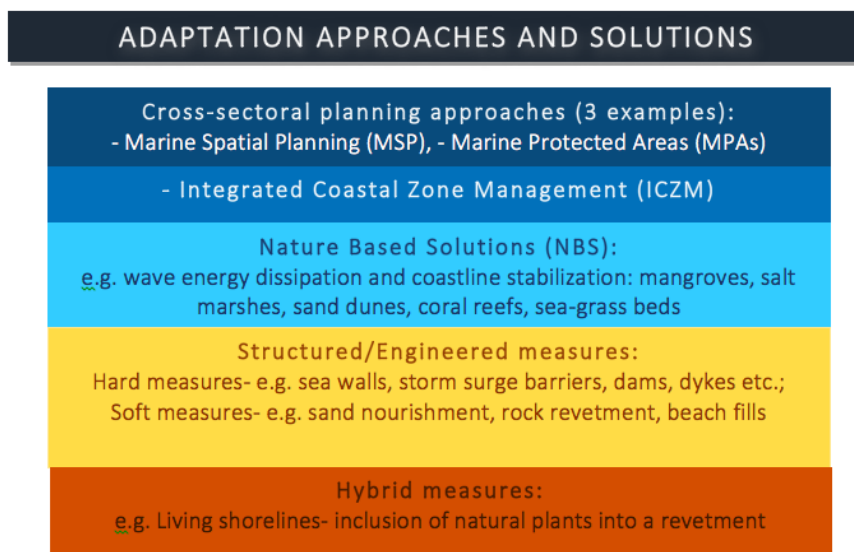 ADAPTATION APPROACHES AND SOLUTIONS
Cross-sectoral planning approaches (3 examples):
- Marine Spatial Planning (MSP), - Marine Protected Areas (MPAs)
- Integrated Coastal Zone Management (ICZM)
Nature Based Solutions (NBS):
e.g. wave energy dissipation and coastline stabilization: mangroves, salt
marshes, sand dunes, coral reefs, sea-grass beds
Structured/Engineered measures:
Hard measures- e.g. sea walls, storm surge barriers, dams, dykes etc.;
Soft measures- e.g. sand nourishment, rock revetment, beach fills
Hybrid measures:
e.g. Living shorelines- inclusion of natural plants into a revetment